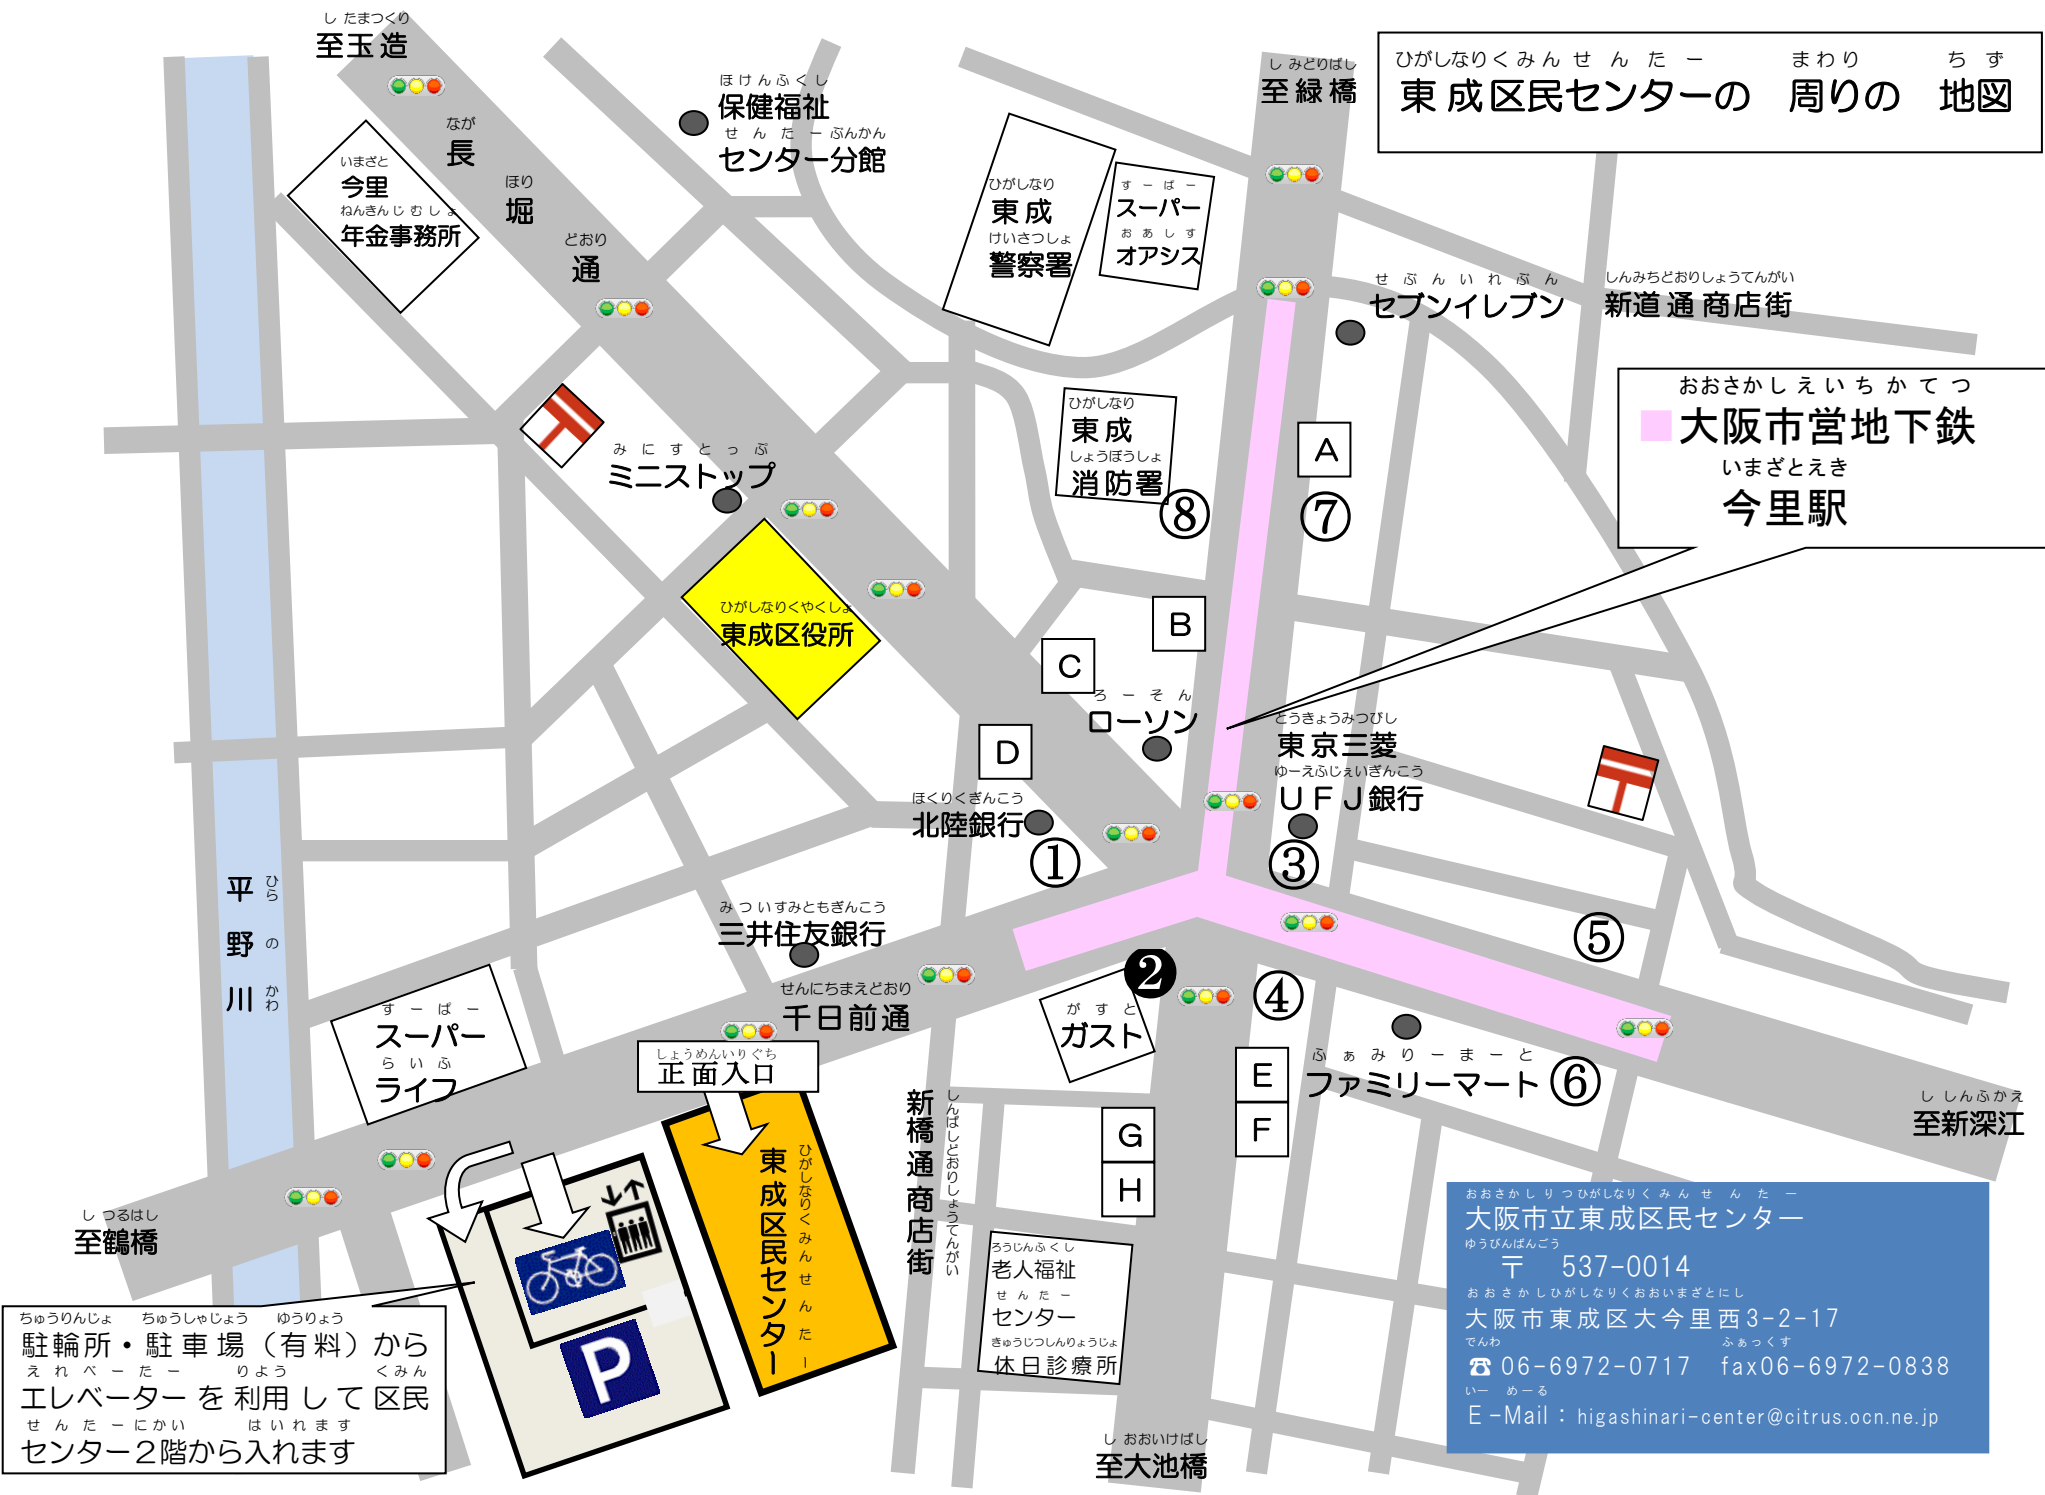 ひがしなりくみんせんたー　まわり　ちず
東成区民センターの　周りの　地図
し たまつくり
至玉造
なが
長
ほり
堀
どおり
通
ほけんふくし
保健福祉
せんたーぶんかん
センター分館
し みどりばし
至緑橋
いまざと
今里
ねんきんじむしょ
年金事務所
ひがしなり
東成
けいさつしょ
警察署
すーぱー
スーパー
おあしす
オアシス
せぶんいれぶん
セブンイレブン
しんみちどおりしょうてんがい
新道通商店街
おおさかしえいちかてつ
大阪市営地下鉄
いまざとえき
今里駅
ひがしなり
東成
しょうぼうしょ
消防署
⑧
A
⑦
みにすとっぷ
ミニストップ
ひがしなりくやくしょ
東成区役所
B
C
ろーそん
ローソン
D
とうきょうみつびし
東京三菱
ゆーえふじぇいぎんこう
ＵＦＪ銀行
ほくりくぎんこう
北陸銀行
①
③
ひらのかわ
平野川
みついすみともぎんこう
三井住友銀行
⑤
❷
④
せんにちまえどおり
千日前通
がすと
ガスト
すーぱー
スーパー
らいふ
ライフ
しょうめんいりぐち
正面入口
E
F
ふぁみりーまーと
ファミリーマート
⑥
し しんふかえ
至新深江
しんばしどおりしょうてんがい
新橋通商店街
G
H
ひがしなりくみんせんたー
東成区民センター
し つるはし
至鶴橋
P
ろうじんふくし
老人福祉
せんたー
センター
きゅうじつしんりょうじょ
休日診療所
し おおいけばし
至大池橋
ちゅうりんじょ　ちゅうしゃじょう　ゆうりょう
駐輪所・駐車場（有料）から
えれべーたー　りよう　くみん
エレベーターを利用して区民
せんたーにかい　はいれます
センター２階から入れます
おおさかしりつひがしなりくみんせんたー
大阪市立東成区民センター
ゆうびんばんごう
〒　537-0014
おおさかしひがしなりくおおいまざとにし
大阪市東成区大今里西3-2-17
でんわ　ふぁっくす
☎06-6972-0717　fax06-6972-0838
いー　めーる
E-Mail：higashinari-center@citrus.ocn.ne.jp